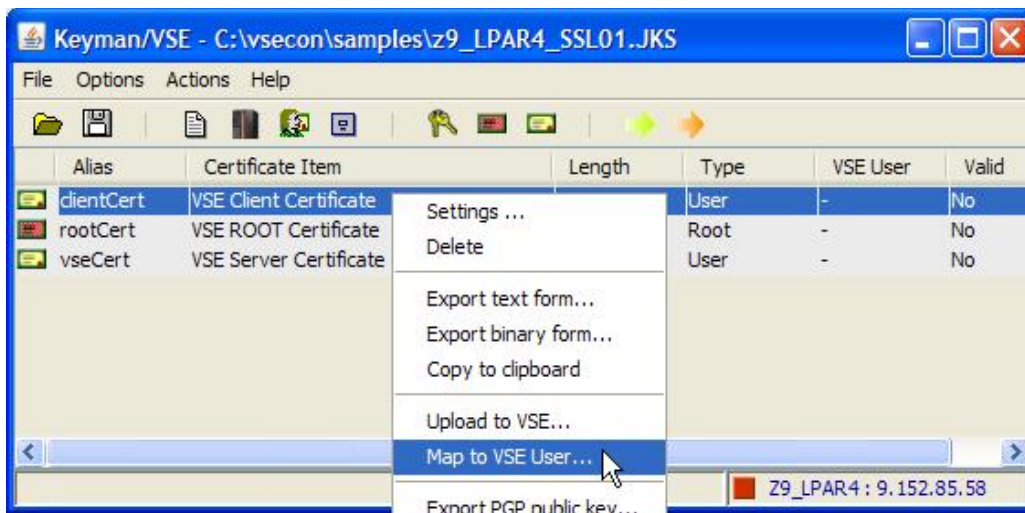 Keyman/VSE - C:\vsecon\samples\z9_LPAR4_SSL01.JKS
File Options Actions Help
Alias Certificate Item Length Type VSE User Valid
clientCert VSE Client Certificate User - No
rootCert VSE ROOT Certificate Root - No
vseCert VSE Server Certificate User - No
Settings ...
Delete
Export text form...
Export binary form...
Copy to clipboard
Upload to VSE...
Map to VSE User...
Export PGP public key...
Z9_LPAR4 : 9.152.85.58